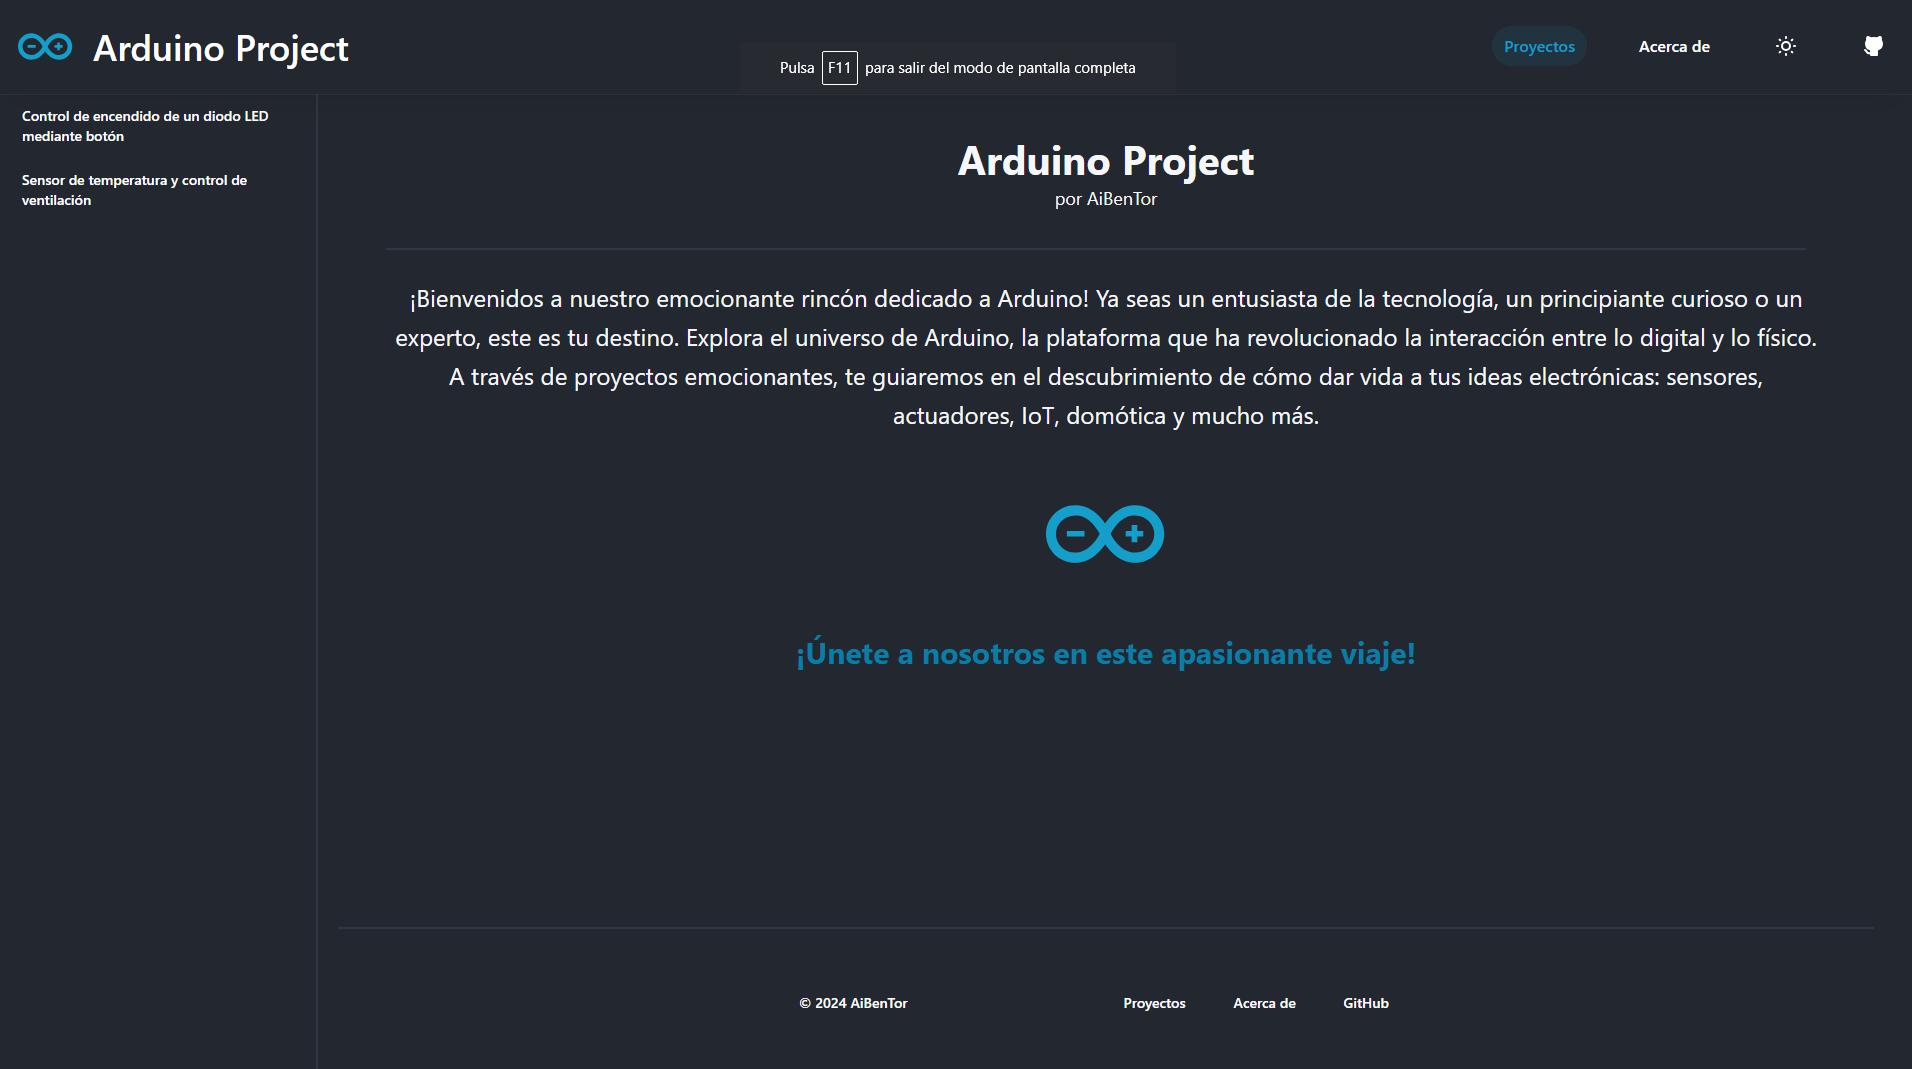 Arduino Project
Pulsa F11 para salir del modo de pantalla completa
Proyectos
Acerca de
Control de encendido de un diodo LED
mediante botón
Sensor de temperatura y control de
ventilación
Arduino Project
por AiBenTor
¡Bienvenidos a nuestro emocionante rincón dedicado a Arduino! Ya seas un entusiasta de la tecnología, un principiante curioso o un
experto, este es tu destino. Explora el universo de Arduino, la plataforma que ha revolucionado la interacción entre lo digital y lo físico.
A través de proyectos emocionantes, te guiaremos en el descubrimiento de cómo dar vida a tus ideas electrónicas: sensores,
actuadores, IoT, domótica y mucho más.
¡Únete a nosotros en este apasionante viaje!
© 2024 AiBenTor
Proyectos
Acerca de
GitHub